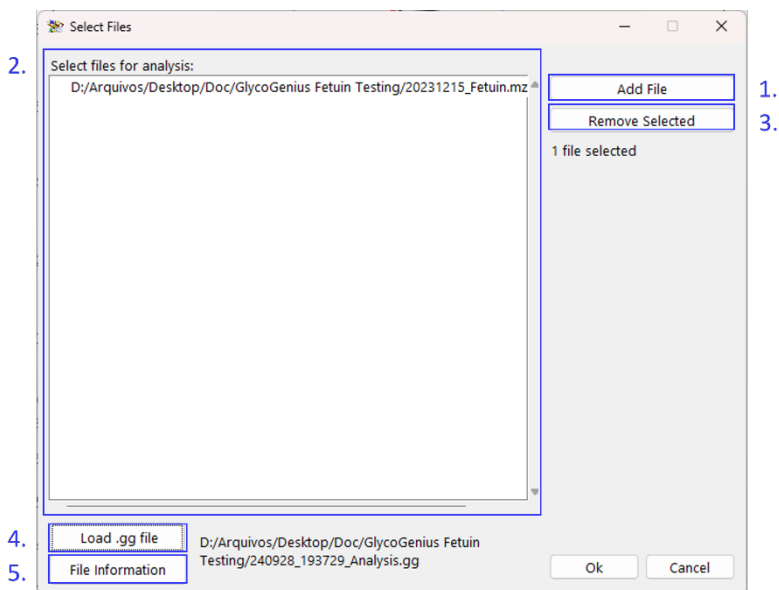 Select Files
2.
Select files for analysis:
D:/Arquivos/Desktop/Doc/GlycoGenius Fetuin Testing/20231215_Fetuin.mz
Add File
1.
Remove Selected
3.
1 file selected
4.
Load .gg file
D:/Arquivos/Desktop/Doc/GlycoGenius Fetuin
Testing/240928_193729_Analysis.gg
5.
File Information
Ok
Cancel